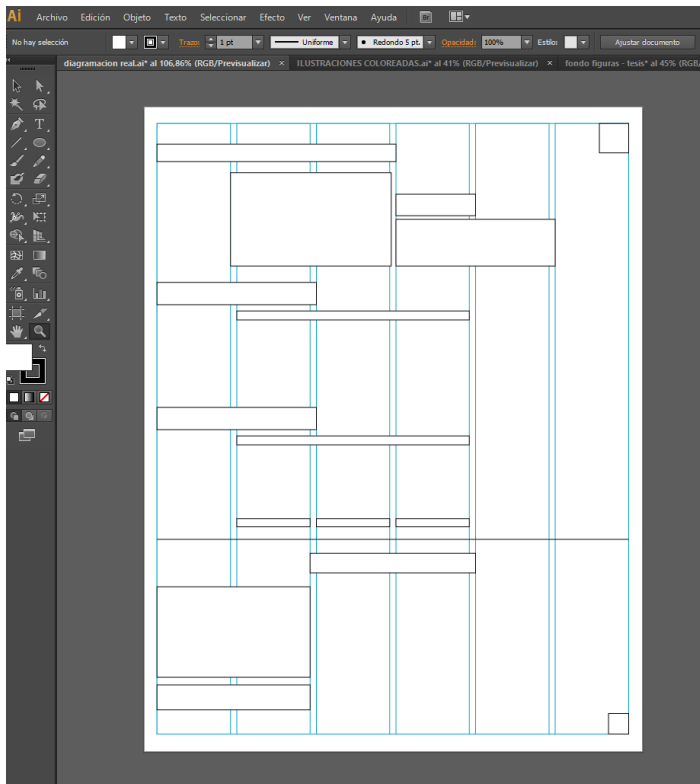 Ai Archivo Edición Objeto Texto Seleccionar Efecto Ver Ventana Ayuda Br
No hay selección Trazo: 1 pt Uniforme Redondo 5 pt. Opacidad: 100% Estilo: Ajustar documento
diagramacion real.ai* al 106,86% (RGB/Previsualizar) × ILUSTRACIONES COLOREADAS.ai* al 41% (RGB/Previsualizar) × fondo figuras - tesis* al 45% (RGB/
T